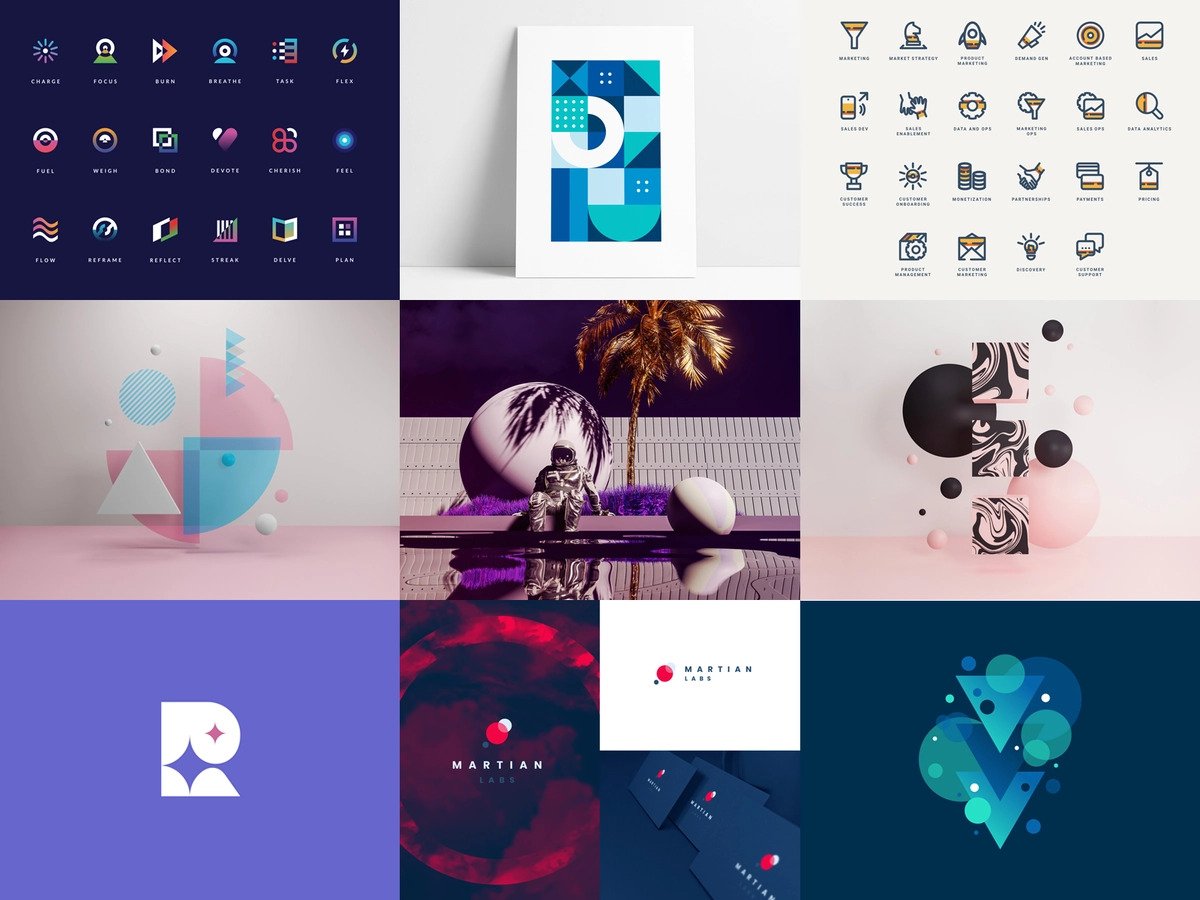 CHARGE
FOCUS
BURN
BREATHE
TASK
FLEX
FUEL
WEIGH
BOND
DEVOTE
CHERISH
FEEL
FLOW
REFRAME
REFLECT
STREAK
DELVE
PLAN
MARKETING
MARKET STRATEGY
PRODUCT
MARKETING
DEMAND GEN
ACCOUNT BASED
MARKETING
SALES
SALES DEV
SALES
ENABLEMENT
DATA AND OPS
MARKETING
OPS
SALES OPS
DATA ANALYTICS
CUSTOMER
SUCCESS
CUSTOMER
ONBOARDING
MONETIZATION
PARTNERSHIPS
PAYMENTS
PRICING
PRODUCT
MANAGEMENT
CUSTOMER
MARKETING
DISCOVERY
CUSTOMER
SUPPORT
R
MARTIAN
LABS
MARTIAN
LABS
MARTIAN
MARTIAN
MARTIAN